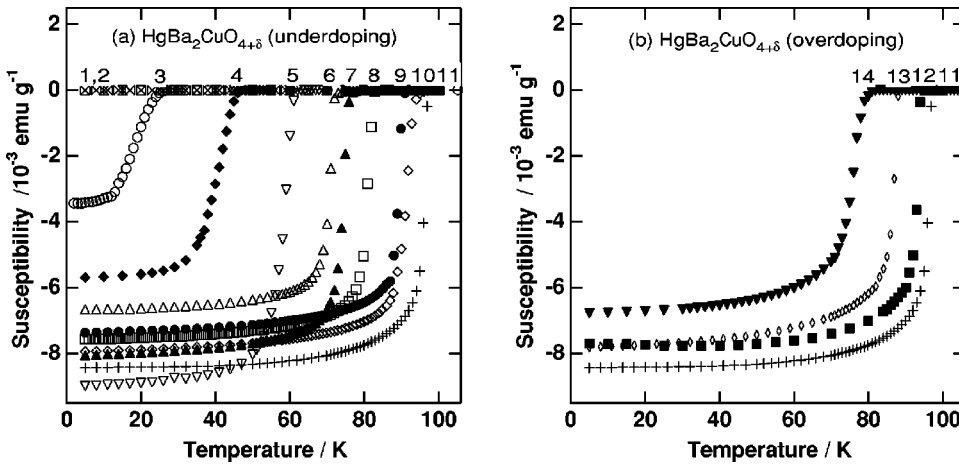 (a) HgBa₂CuO₄₊δ (underdoping)
1,2 3 4 5 6 7 8 9 10 11
0
-2
-4
-6
-8
Susceptibility /10⁻³ emu g⁻¹
0 20 40 60 80 100
Temperature / K
(b) HgBa₂CuO₄₊δ (overdoping)
14 13 12 11
0
-2
-4
-6
-8
Susceptibility /10⁻³ emu g⁻¹
0 20 40 60 80 100
Temperature / K